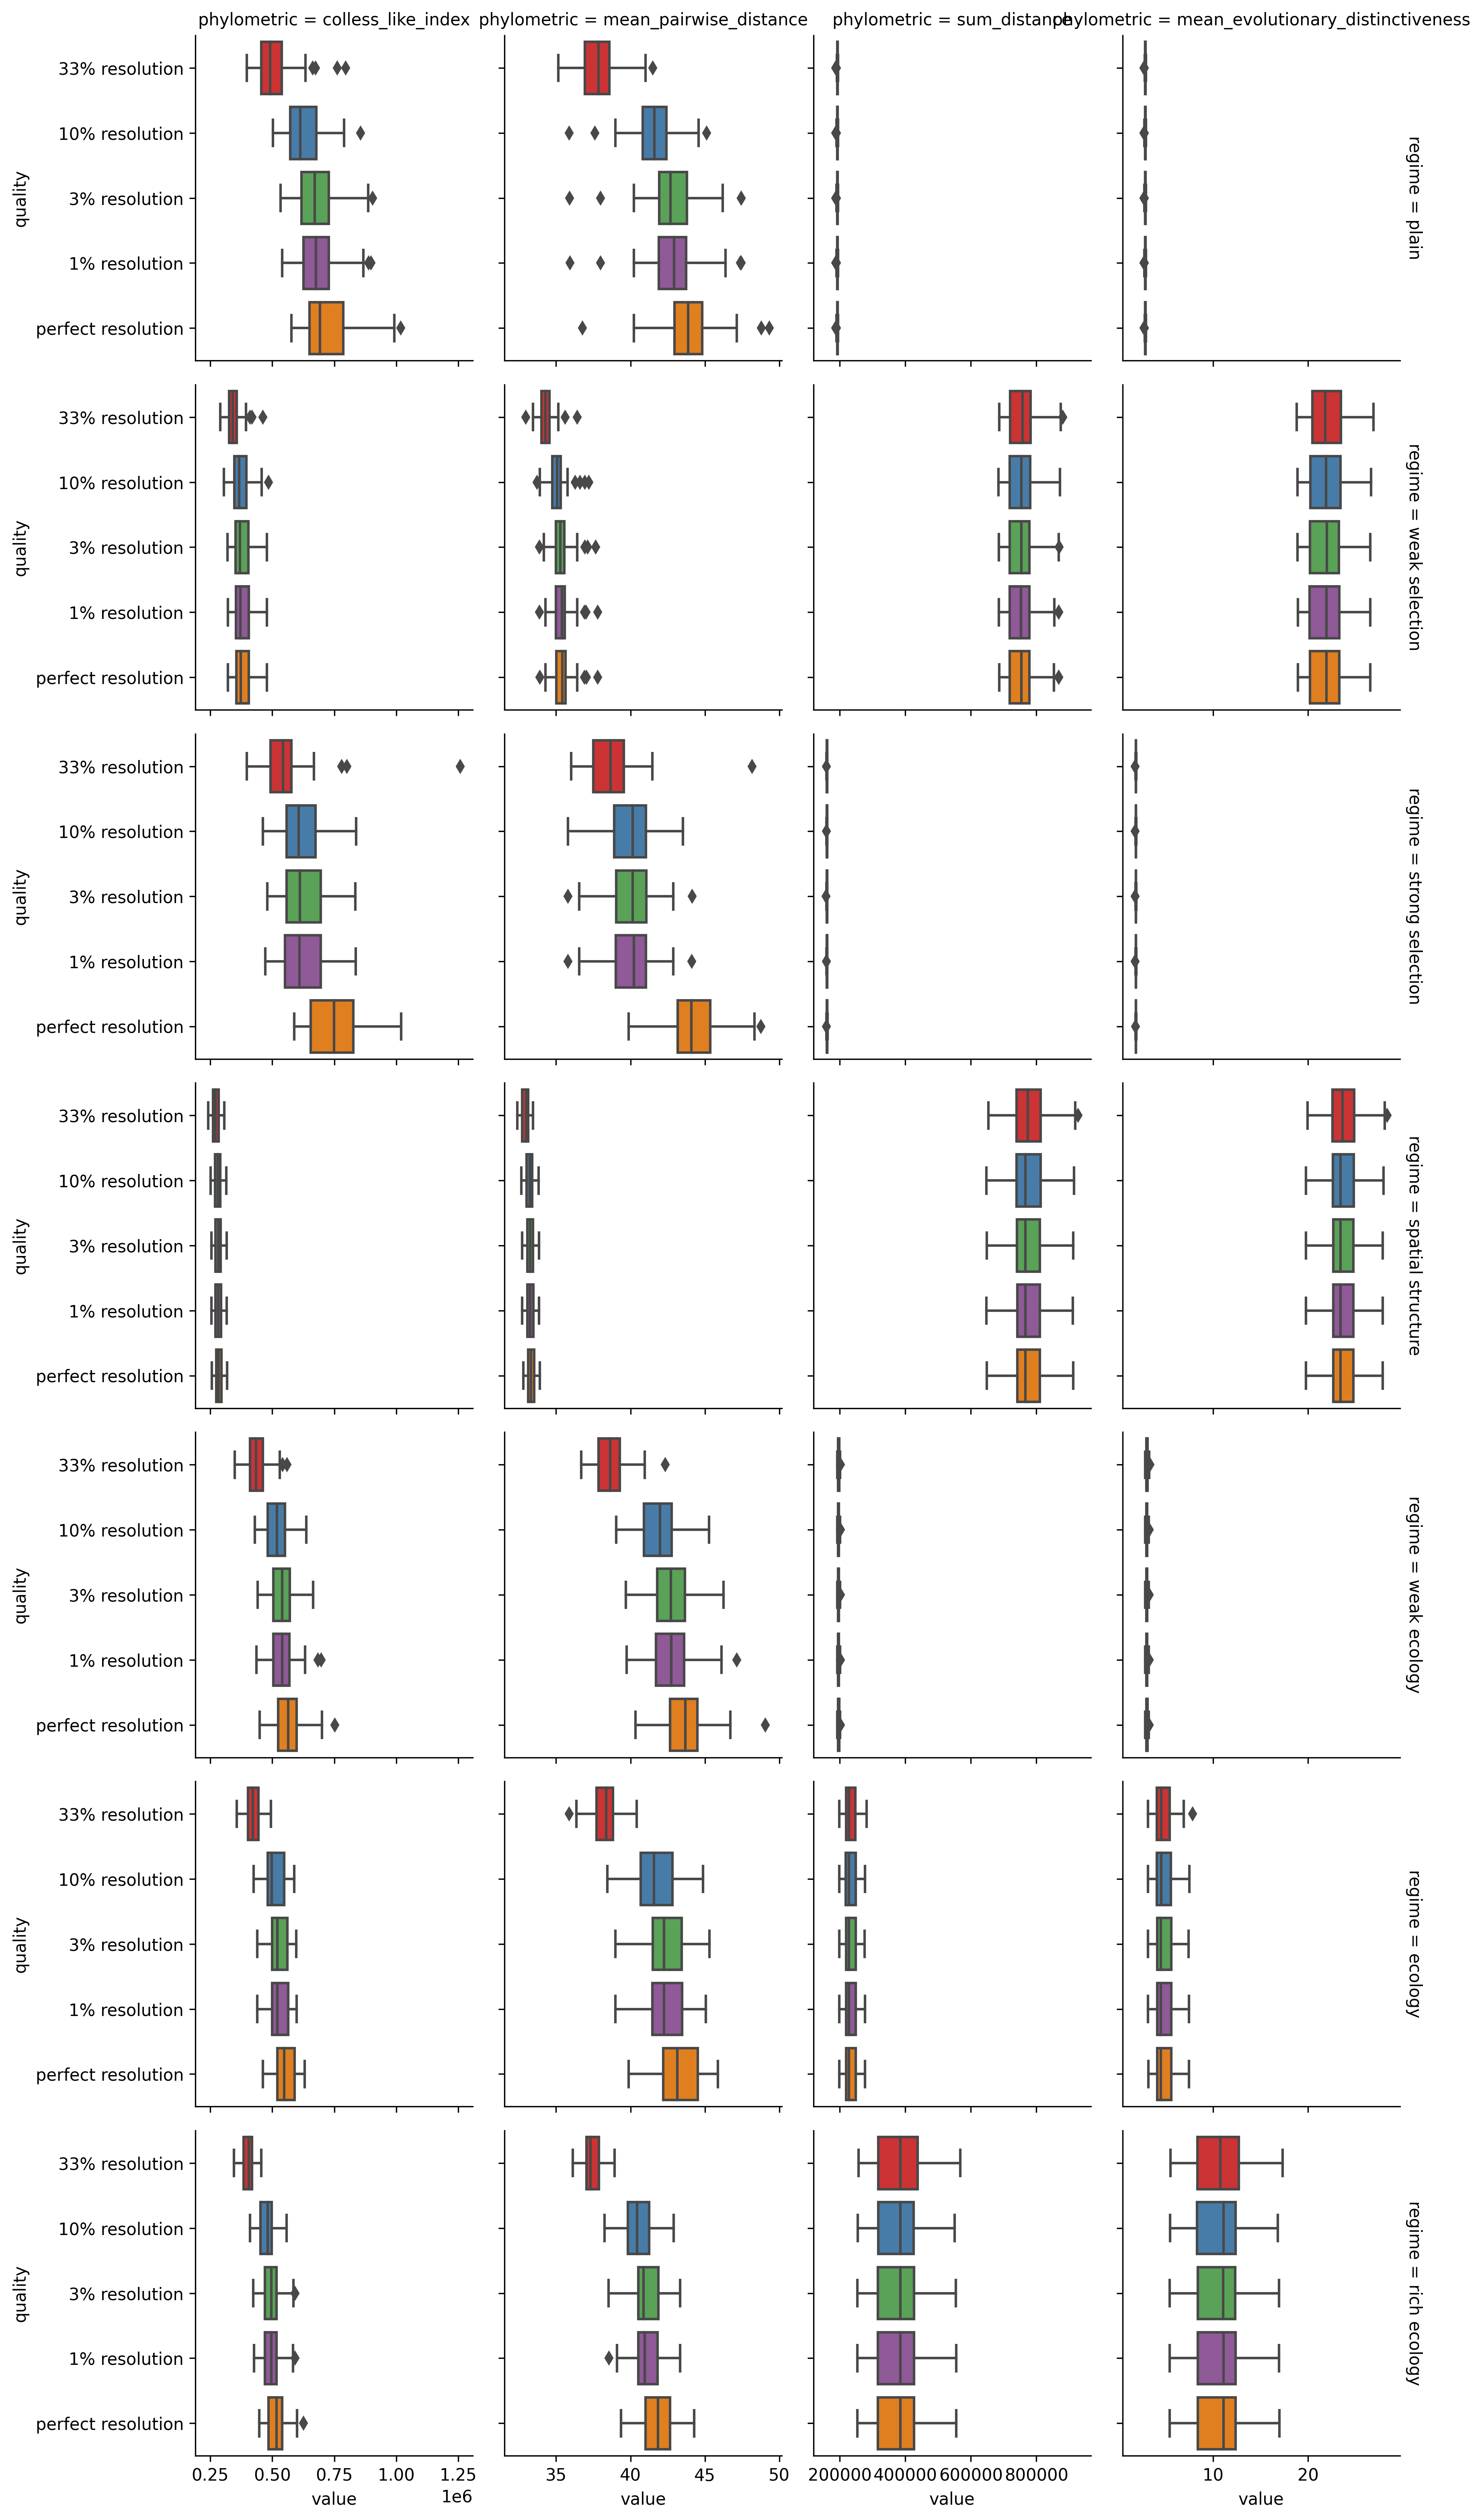 phylometric = colless_like_index
phylometric = mean_pairwise_distance
phylometric = sum_distance
phylometric = mean_evolutionary_distinctiveness
quality
33% resolution
10% resolution
3% resolution
1% resolution
perfect resolution
regime = plain
quality
33% resolution
10% resolution
3% resolution
1% resolution
perfect resolution
regime = weak selection
quality
33% resolution
10% resolution
3% resolution
1% resolution
perfect resolution
regime = strong selection
quality
33% resolution
10% resolution
3% resolution
1% resolution
perfect resolution
regime = spatial structure
quality
33% resolution
10% resolution
3% resolution
1% resolution
perfect resolution
regime = weak ecology
quality
33% resolution
10% resolution
3% resolution
1% resolution
perfect resolution
regime = ecology
quality
33% resolution
10% resolution
3% resolution
1% resolution
perfect resolution
regime = rich ecology
0.25 0.50 0.75 1.00 1.25
1e6
value
35 40 45 50
value
200000 400000 600000 800000
value
10 20
value